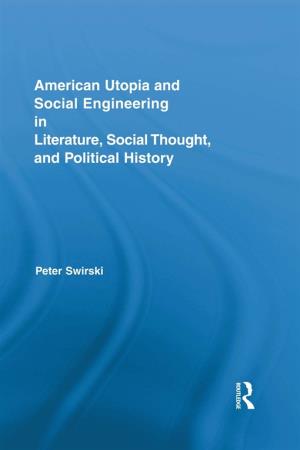 American Utopia and
Social Engineering
in
Literature, Social Thought,
and Political History
Peter Swirski
ROUTLEDGE